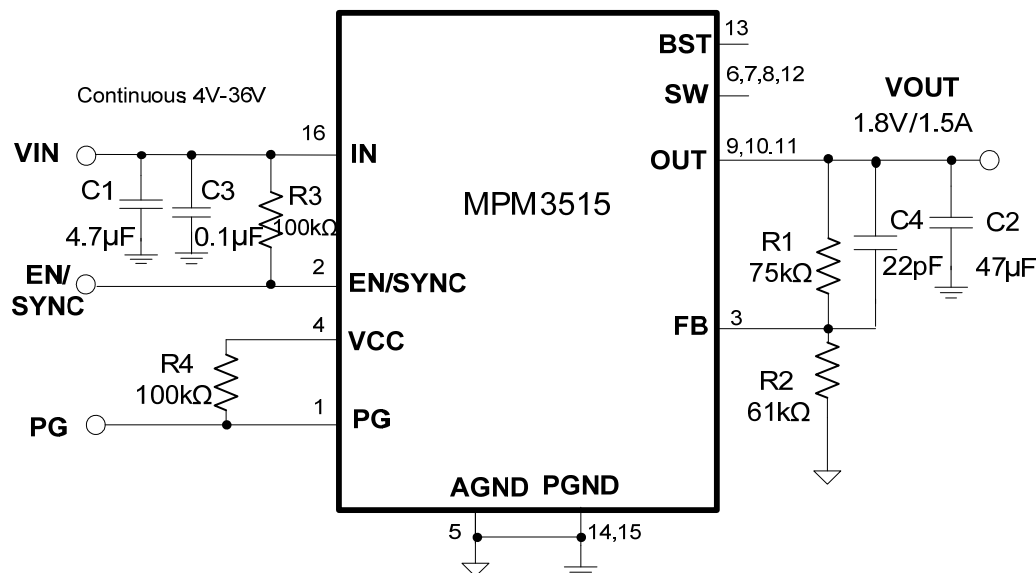 Continuous 4V-36V
VIN
16
IN
C1
4.7µF
C3
0.1µF
R3
100kΩ
EN/
SYNC
2
EN/SYNC
4
VCC
R4
100kΩ
PG
1
PG
MPM3515
BST
13
SW
6,7,8,12
OUT
9,10.11
VOUT
1.8V/1.5A
R1
75kΩ
C4
22pF
C2
47µF
FB
3
R2
61kΩ
AGND
PGND
5
14,15